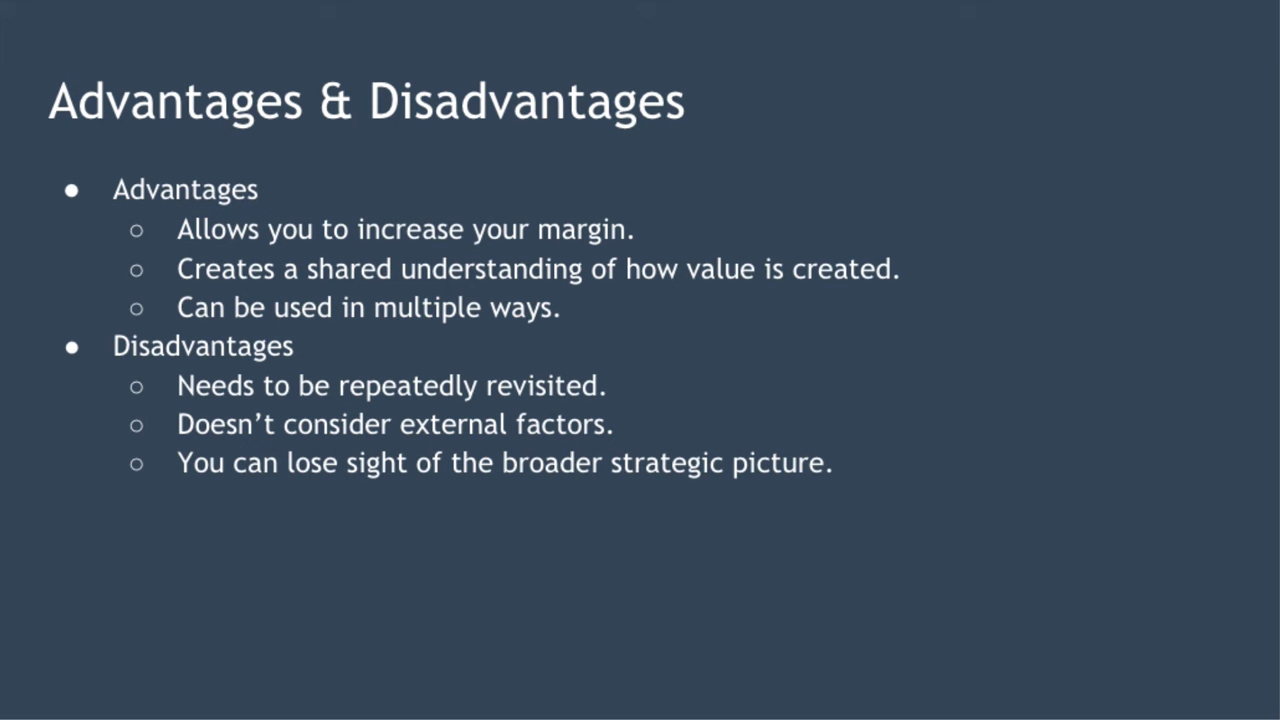 Advantages & Disadvantages
● Advantages
○ Allows you to increase your margin.
○ Creates a shared understanding of how value is created.
○ Can be used in multiple ways.
● Disadvantages
○ Needs to be repeatedly revisited.
○ Doesn’t consider external factors.
○ You can lose sight of the broader strategic picture.